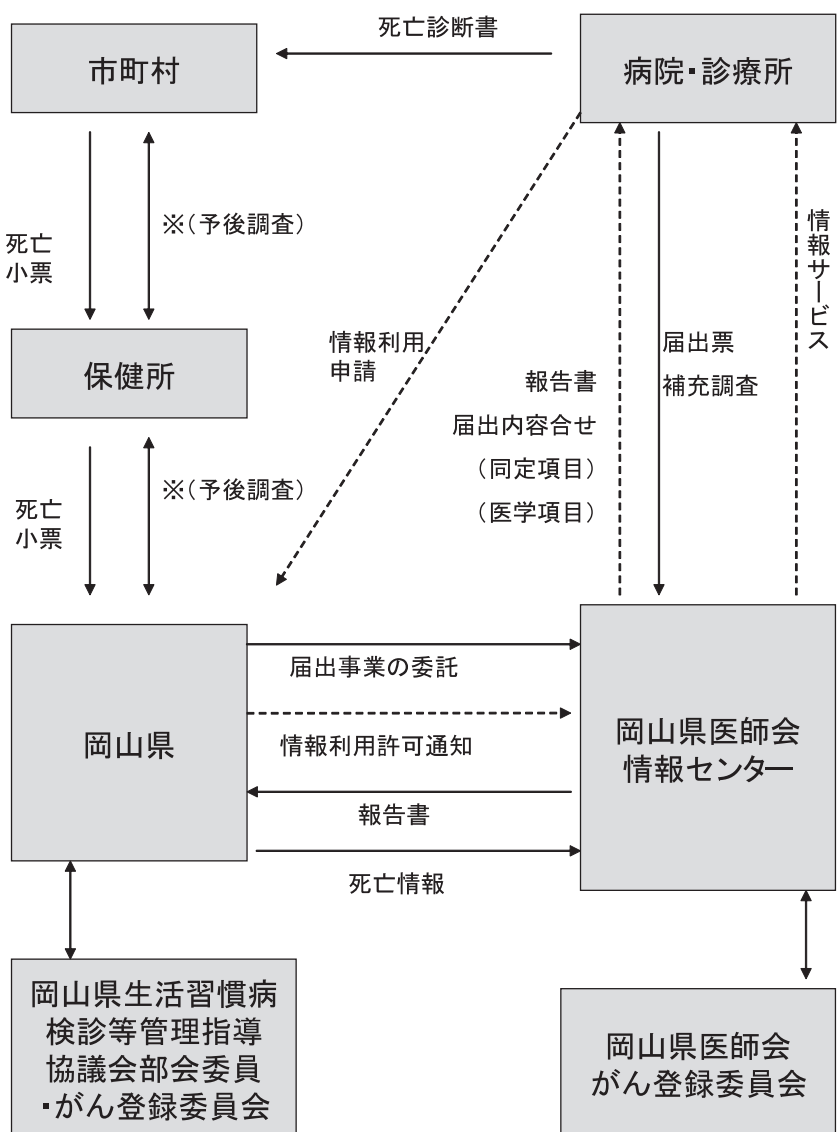 死亡診断書
市町村
病院・診療所
死亡
小票
※(予後調査)
情報サービス
保健所
情報利用
申請
届出票
補充調査
報告書
届出内容合せ
(同定項目)
(医学項目)
死亡
小票
※(予後調査)
岡山県
届出事業の委託
情報利用許可通知
報告書
死亡情報
岡山県医師会
情報センター
岡山県生活習慣病
検診等管理指導
協議会部会委員
・がん登録委員会
岡山県医師会
がん登録委員会